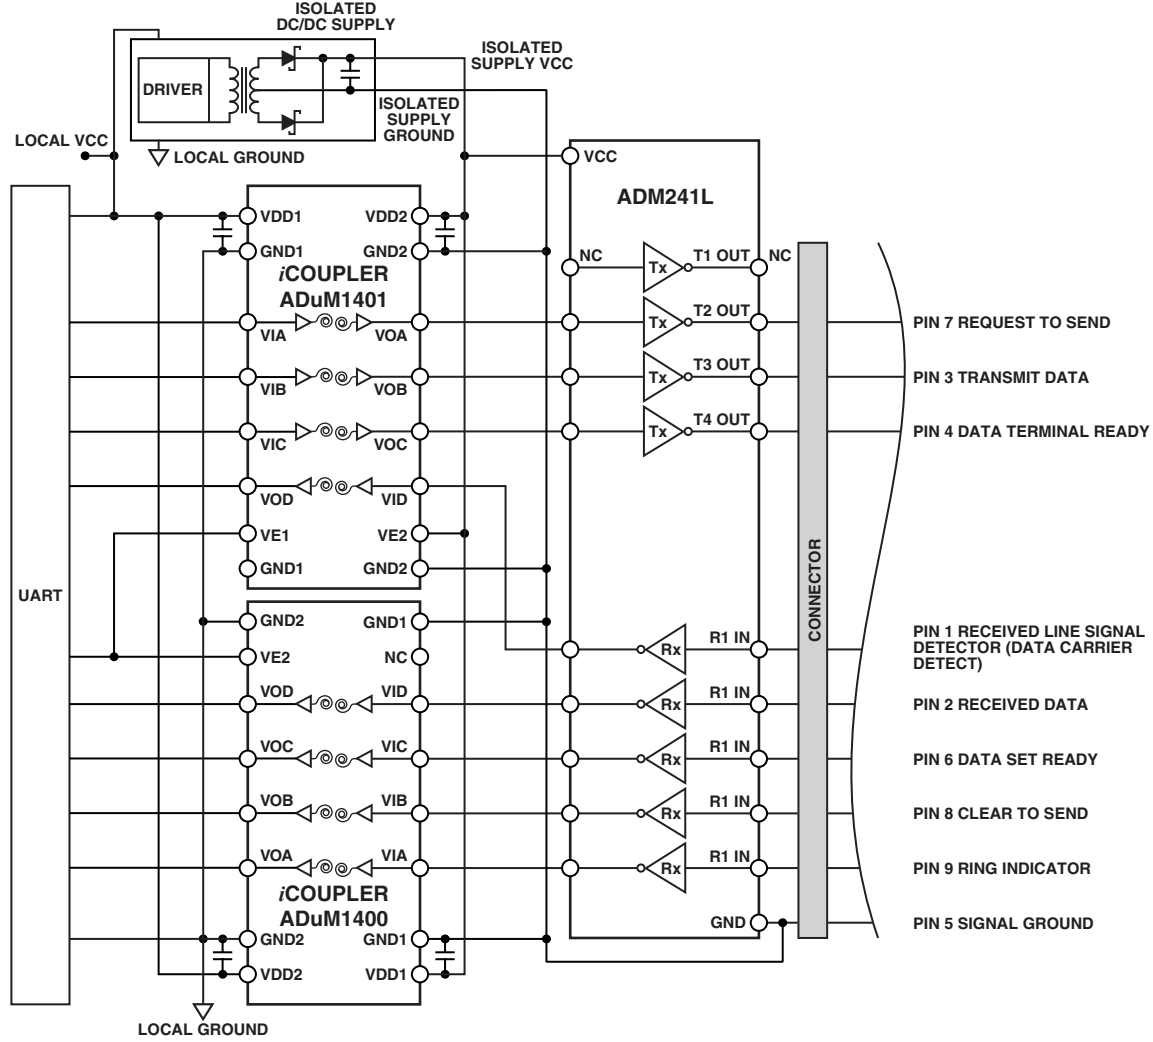 ISOLATED
DC/DC SUPPLY
ISOLATED
SUPPLY VCC
DRIVER
ISOLATED
SUPPLY
GROUND
LOCAL VCC
LOCAL GROUND
VCC
ADM241L
VDD1
VDD2
GND1
GND2
NC
T1 OUT
NC
Tx
iCOUPLER
ADuM1401
T2 OUT
Tx
PIN 7 REQUEST TO SEND
VIA
VOA
T3 OUT
Tx
PIN 3 TRANSMIT DATA
VIB
VOB
T4 OUT
Tx
PIN 4 DATA TERMINAL READY
VIC
VOC
VOD
VID
VE1
VE2
GND1
GND2
UART
CONNECTOR
GND2
GND1
PIN 1 RECEIVED LINE SIGNAL
DETECTOR (DATA CARRIER
DETECT)
R1 IN
Rx
VE2
NC
VOD
VID
R1 IN
Rx
PIN 2 RECEIVED DATA
VOC
VIC
R1 IN
Rx
PIN 6 DATA SET READY
VOB
VIB
R1 IN
Rx
PIN 8 CLEAR TO SEND
VOA
VIA
R1 IN
Rx
PIN 9 RING INDICATOR
iCOUPLER
ADuM1400
GND
PIN 5 SIGNAL GROUND
GND2
GND1
VDD2
VDD1
LOCAL GROUND